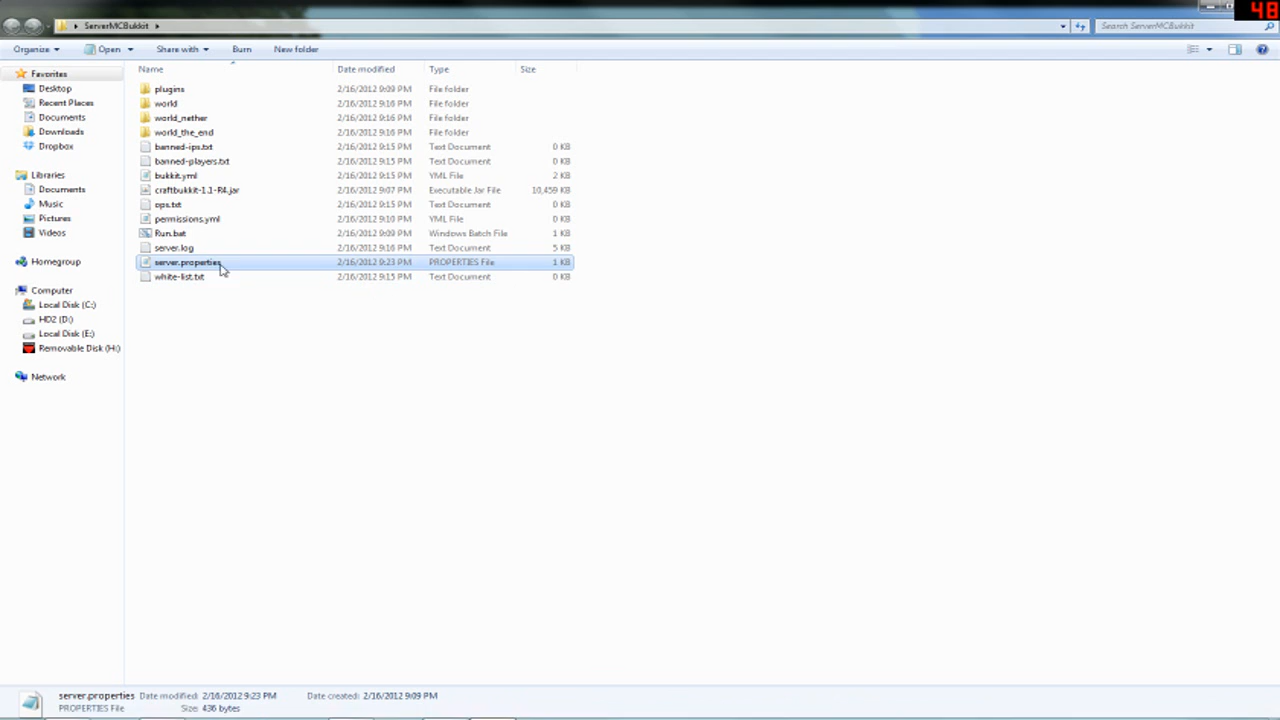 48
ServerMCBukkit
Search ServerMCBukkit
Organize Open Share with Burn New folder
Name Date modified Type Size
Favorites
Desktop
Recent Places
Documents
Downloads
Dropbox
Libraries
Documents
Music
Pictures
Videos
Homegroup
Computer
Local Disk (C:)
HD2 (D:)
Local Disk (E:)
Removable Disk (H:)
Network
plugins 2/16/2012 9:09 PM File folder
world 2/16/2012 9:16 PM File folder
world_nether 2/16/2012 9:16 PM File folder
world_the_end 2/16/2012 9:16 PM File folder
banned-ips.txt 2/16/2012 9:15 PM Text Document 0 KB
banned-players.txt 2/16/2012 9:15 PM Text Document 0 KB
bukkit.yml 2/16/2012 9:15 PM YML File 2 KB
craftbukkit-1.1-R4.jar 2/16/2012 9:07 PM Executable Jar File 10,459 KB
ops.txt 2/16/2012 9:15 PM Text Document 0 KB
permissions.yml 2/16/2012 9:10 PM YML File 0 KB
Run.bat 2/16/2012 9:09 PM Windows Batch File 1 KB
server.log 2/16/2012 9:16 PM Text Document 5 KB
server.properties 2/16/2012 9:23 PM PROPERTIES File 1 KB
white-list.txt 2/16/2012 9:15 PM Text Document 0 KB
server.properties Date modified: 2/16/2012 9:23 PM Date created: 2/16/2012 9:09 PM
PROPERTIES File Size: 436 bytes